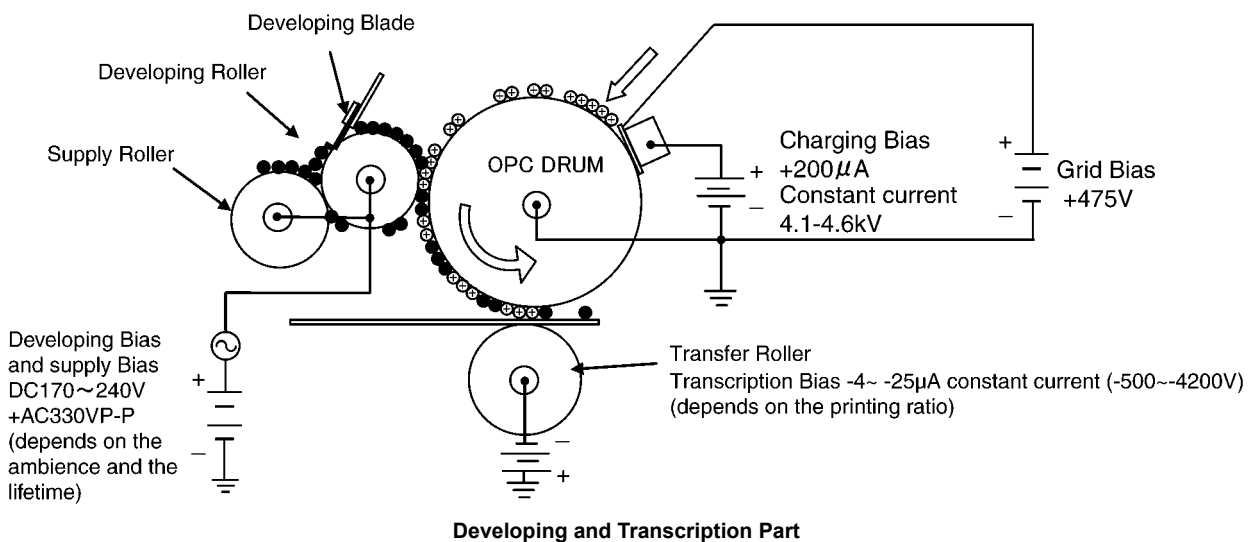 Developing Blade
Developing Roller
Supply Roller
OPC DRUM
Charging Bias
+200μA
Constant current
4.1-4.6kV
+
−
+
−
Grid Bias
+475V
Developing Bias
and supply Bias
DC170～240V
+AC330VP-P
(depends on the
ambience and the
lifetime)
+
−
Transfer Roller
Transcription Bias -4~ -25μA constant current (-500~-4200V)
(depends on the printing ratio)
−
+
Developing and Transcription Part